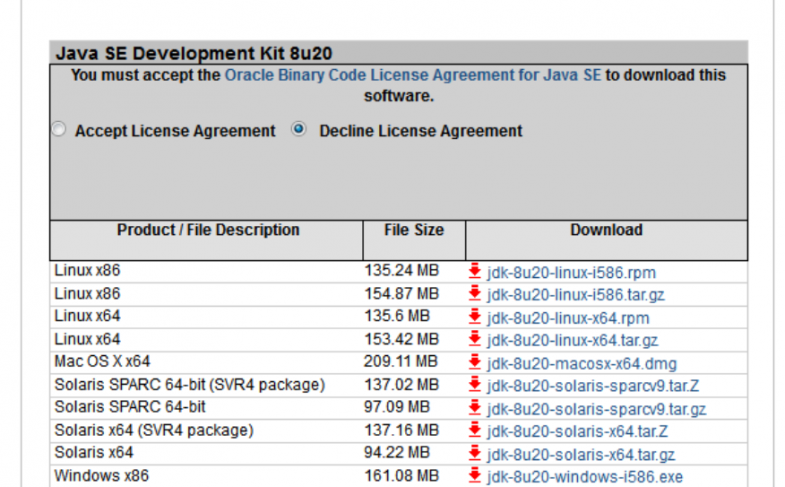 Java SE Development Kit 8u20
You must accept the Oracle Binary Code License Agreement for Java SE to download this
software.
Accept License Agreement Decline License Agreement
Product / File Description File Size Download
Linux x86 135.24 MB jdk-8u20-linux-i586.rpm
Linux x86 154.87 MB jdk-8u20-linux-i586.tar.gz
Linux x64 135.6 MB jdk-8u20-linux-x64.rpm
Linux x64 153.42 MB jdk-8u20-linux-x64.tar.gz
Mac OS X x64 209.11 MB jdk-8u20-macosx-x64.dmg
Solaris SPARC 64-bit (SVR4 package) 137.02 MB jdk-8u20-solaris-sparcv9.tar.Z
Solaris SPARC 64-bit 97.09 MB jdk-8u20-solaris-sparcv9.tar.gz
Solaris x64 (SVR4 package) 137.16 MB jdk-8u20-solaris-x64.tar.Z
Solaris x64 94.22 MB jdk-8u20-solaris-x64.tar.gz
Windows x86 161.08 MB jdk-8u20-windows-i586.exe